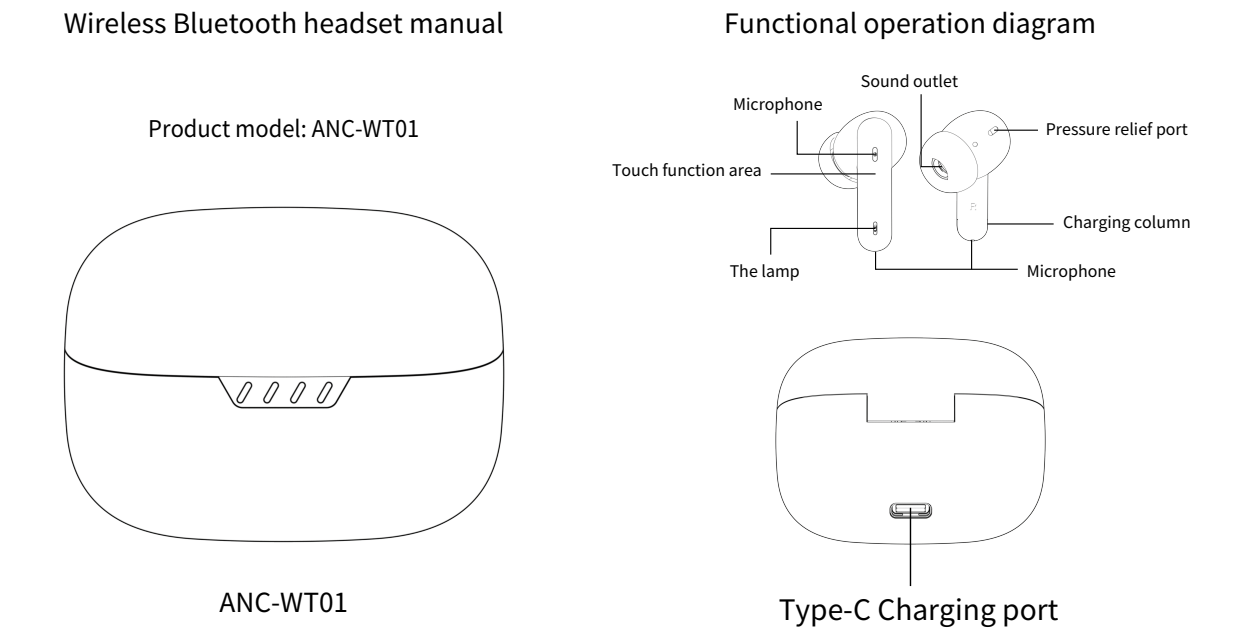 Wireless Bluetooth headset manual
Product model: ANC-WT01
ANC-WT01
Functional operation diagram
Sound outlet
Microphone
Pressure relief port
Touch function area
R
Charging column
The lamp
Microphone
Type-C Charging port